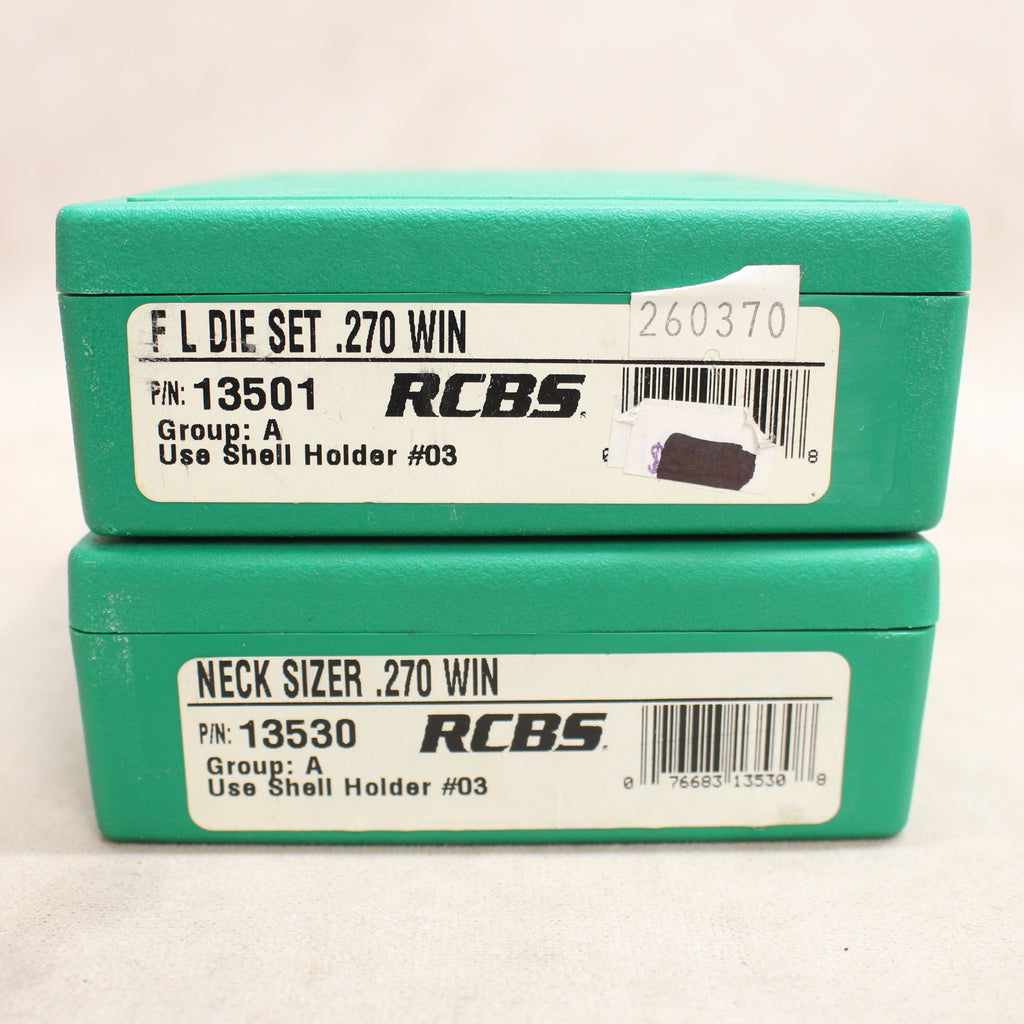 F L DIE SET .270 WIN
260370
P/N: 13501
RCBS
Group: A
Use Shell Holder #03
8
NECK SIZER .270 WIN
P/N: 13530
RCBS
Group: A
Use Shell Holder #03
0 76683 13530 8